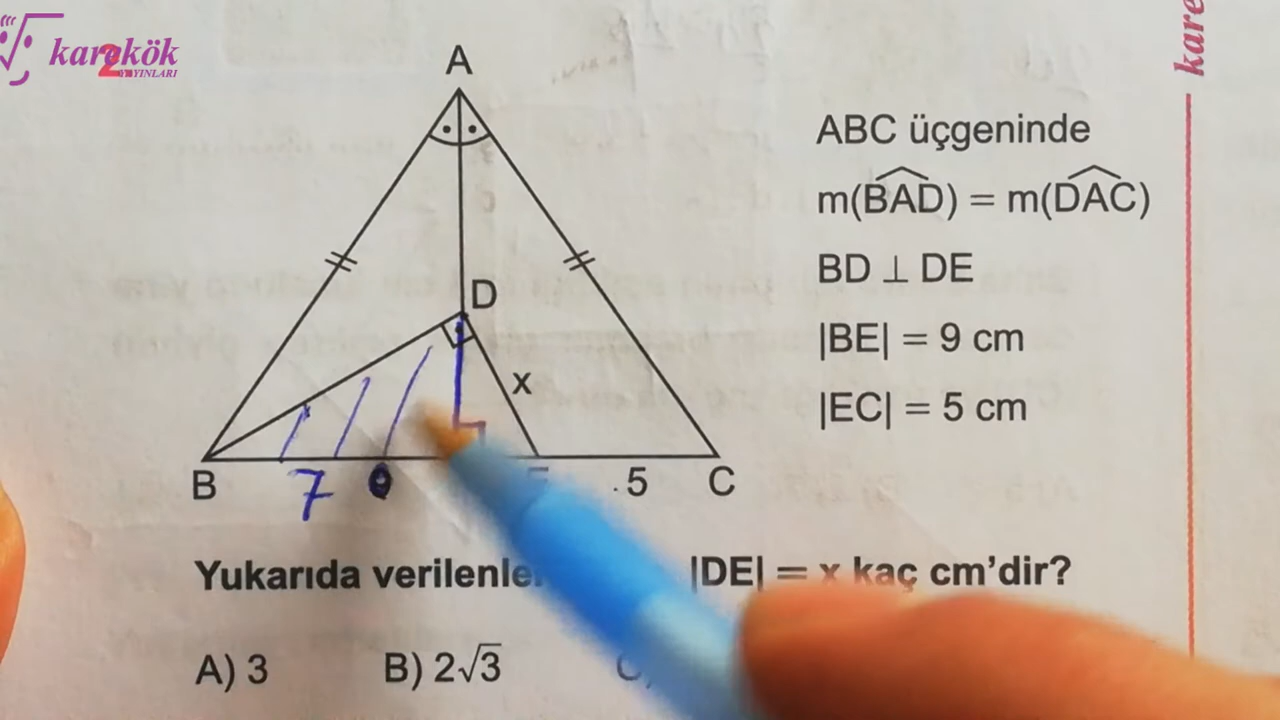 karekök
2
YAYINLARI
kare
A
D
x
B
7
5
C
ABC üçgeninde
m(BAD) = m(DAC)
BD ⊥ DE
|BE| = 9 cm
|EC| = 5 cm
Yukarıda |DE| = x kaç cm'dir?
A) 3
B) 2√3